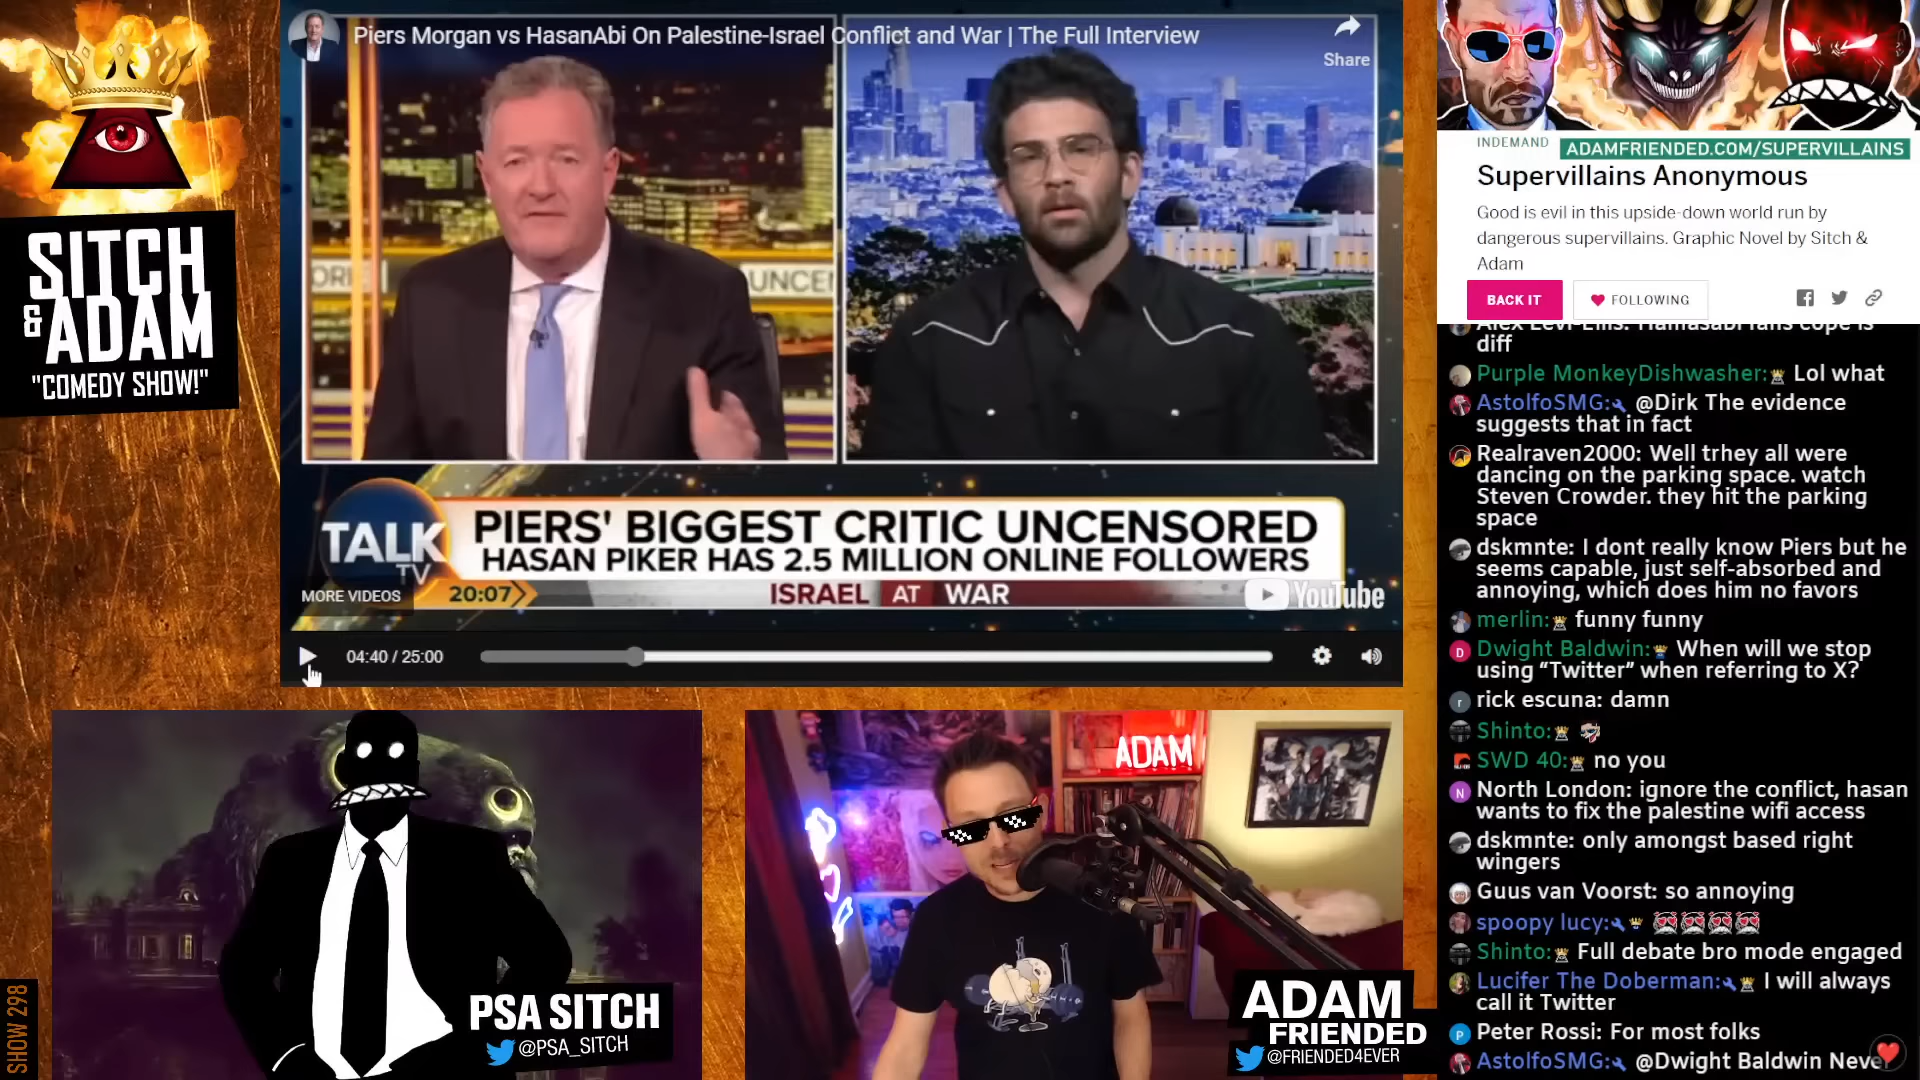 SITCH
& ADAM
"COMEDY SHOW!"
Piers Morgan vs HasanAbi On Palestine-Israel Conflict and War | The Full Interview
Share
UNCEN
TALK
TV
PIERS' BIGGEST CRITIC UNCENSORED
HASAN PIKER HAS 2.5 MILLION ONLINE FOLLOWERS
MORE VIDEOS
20:07
ISRAEL AT WAR
YouTube
04:40 / 25:00
INDEMAND
ADAMFRIENDED.COM/SUPERVILLAINS
Supervillains Anonymous
Good is evil in this upside-down world run by
dangerous supervillains. Graphic Novel by Sitch &
Adam
BACK IT
FOLLOWING
Alex Levi-Ellis: Hamasabi fans cope is
diff
Purple MonkeyDishwasher: Lol what
AstolfoSMG: @Dirk The evidence
suggests that in fact
Realraven2000: Well trhey all were
dancing on the parking space. watch
Steven Crowder. they hit the parking
space
dskmnte: I dont really know Piers but he
seems capable, just self-absorbed and
annoying, which does him no favors
merlin: funny funny
D Dwight Baldwin: When will we stop
using “Twitter” when referring to X?
r rick escuna: damn
Shinto:
SWD 40: no you
N North London: ignore the conflict, hasan
wants to fix the palestine wifi access
dskmnte: only amongst based right
wingers
Guus van Voorst: so annoying
spoopy lucy:
Shinto: Full debate bro mode engaged
Lucifer The Doberman: I will always
call it Twitter
P Peter Rossi: For most folks
AstolfoSMG: @Dwight Baldwin Never
SHOW 298
PSA SITCH
@PSA_SITCH
ADAM
ADAM
FRIENDED
@FRIENDED4EVER